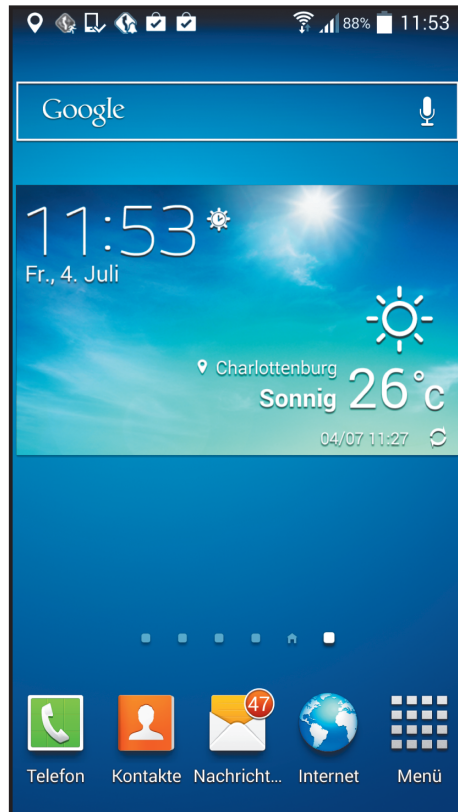 88% 11:53
Google
11:53
Fr., 4. Juli
Charlottenburg
Sonnig 26°C
04/07 11:27
47
Telefon Kontakte Nachricht... Internet Menü